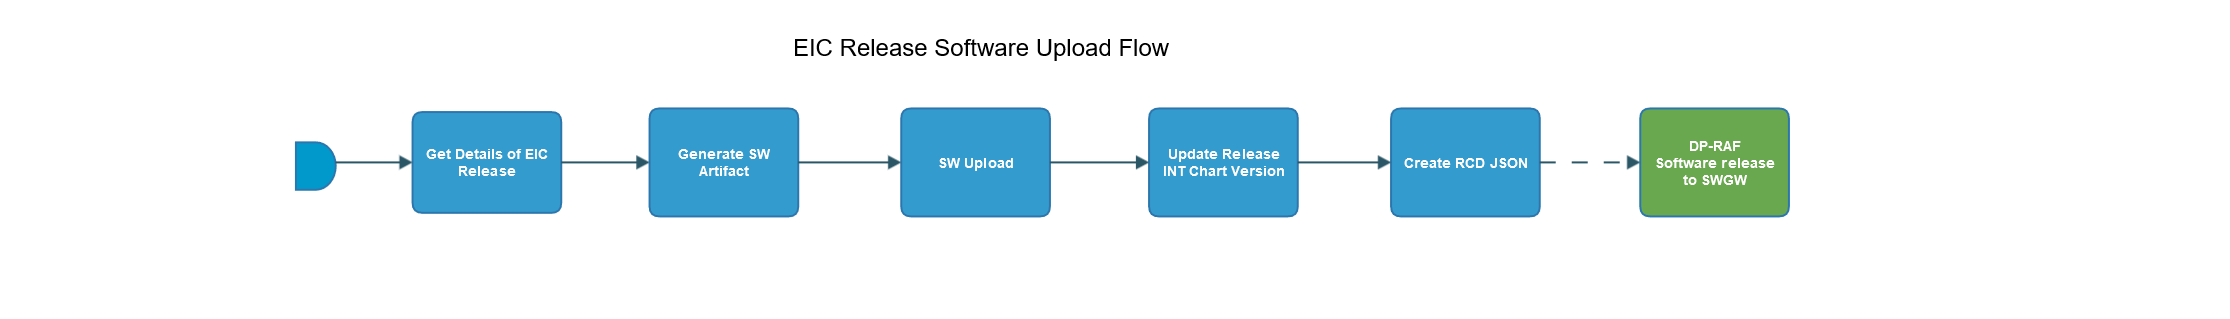 EIC Release Software Upload Flow
Get Details of EIC
Release
Generate SW
Artifact
SW Upload
Update Release
INT Chart Version
Create RCD JSON
DP-RAF
Software release
to SWGW